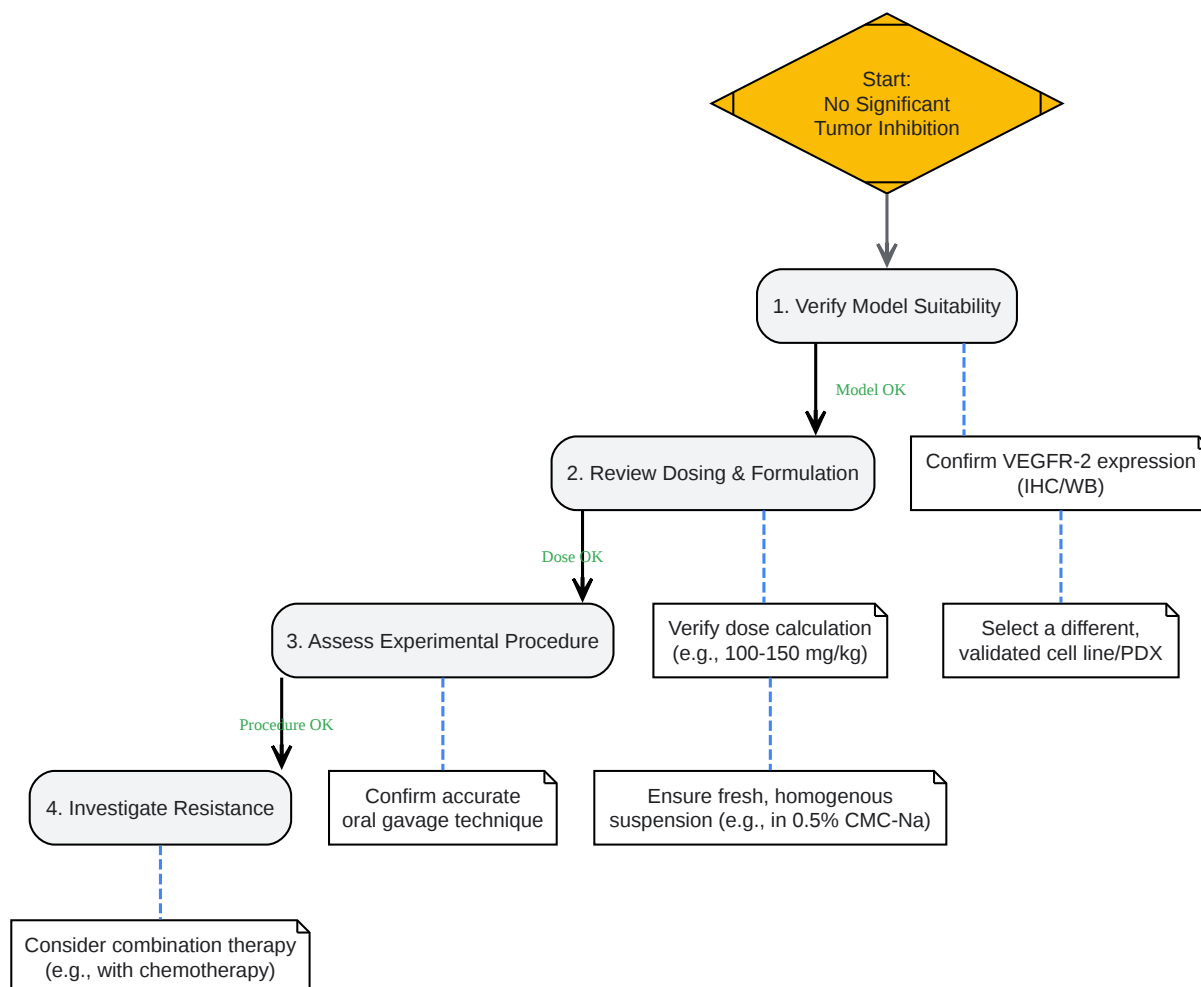 Start:
No Significant
Tumor Inhibition
1. Verify Model Suitability
Model OK
2. Review Dosing & Formulation
Confirm VEGFR-2 expression
(IHC/WB)
Dose OK
3. Assess Experimental Procedure
Verify dose calculation
(e.g., 100-150 mg/kg)
Select a different,
validated cell line/PDX
Procedure OK
4. Investigate Resistance
Confirm accurate
oral gavage technique
Ensure fresh, homogenous
suspension (e.g., in 0.5% CMC-Na)
Consider combination therapy
(e.g., with chemotherapy)